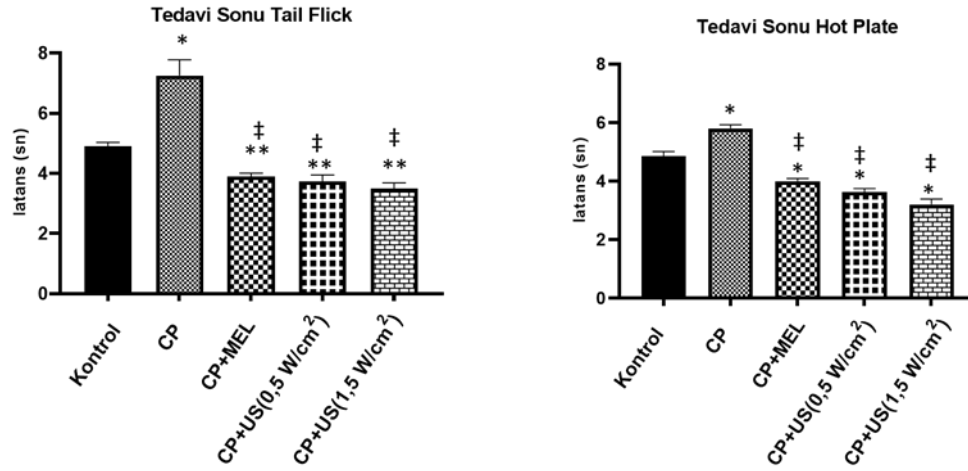 Tedavi Sonu Tail Flick
latans (sn)
8
6
4
2
0
*
‡
**
‡
**
‡
**
Kontrol
CP
CP+MEL
CP+US(0,5 W/cm²)
CP+US(1,5 W/cm²)
Tedavi Sonu Hot Plate
latans (sn)
8
6
4
2
0
*
‡
*
‡
*
‡
*
Kontrol
CP
CP+MEL
CP+US(0,5 W/cm²)
CP+US(1,5 W/cm²)